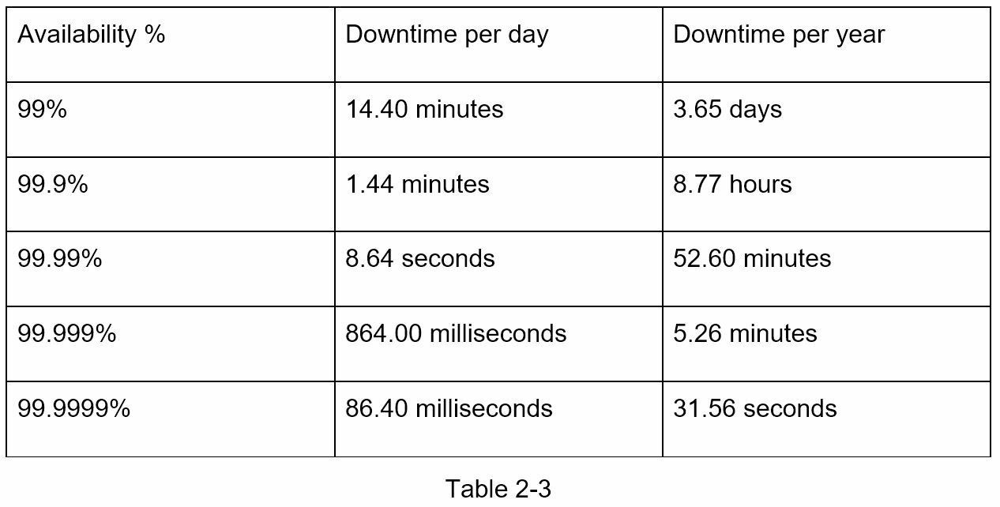 Availability % Downtime per day Downtime per year
99% 14.40 minutes 3.65 days
99.9% 1.44 minutes 8.77 hours
99.99% 8.64 seconds 52.60 minutes
99.999% 864.00 milliseconds 5.26 minutes
99.9999% 86.40 milliseconds 31.56 seconds
Table 2-3